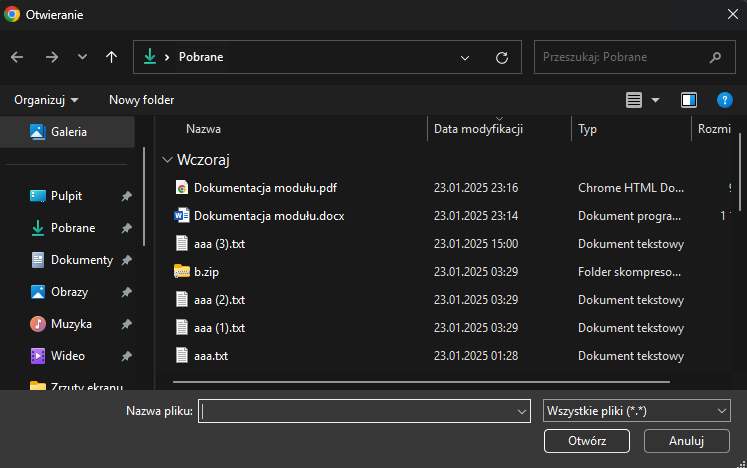 Otwieranie
Pobrane
Przeszukaj: Pobrane
Organizuj
New folder
Galeria
Pulpit
Pobrane
Dokumenty
Obrazy
Muzyka
Wideo
Zrzuty ekranu
Nazwa Data modyfikacji Typ Rozmi
Wczoraj
Dokumentacja modułu.pdf 23.01.2025 23:16 Chrome HTML Do...
Dokumentacja modułu.docx 23.01.2025 23:14 Dokument progra... 1
aaa (3).txt 23.01.2025 15:00 Dokument tekstowy
b.zip 23.01.2025 03:29 Folder skompreso...
aaa (2).txt 23.01.2025 03:29 Dokument tekstowy
aaa (1).txt 23.01.2025 03:29 Dokument tekstowy
aaa.txt 23.01.2025 01:28 Dokument tekstowy
Nazwa pliku:
Wszystkie pliki (*.*)
Otwórz
Anuluj